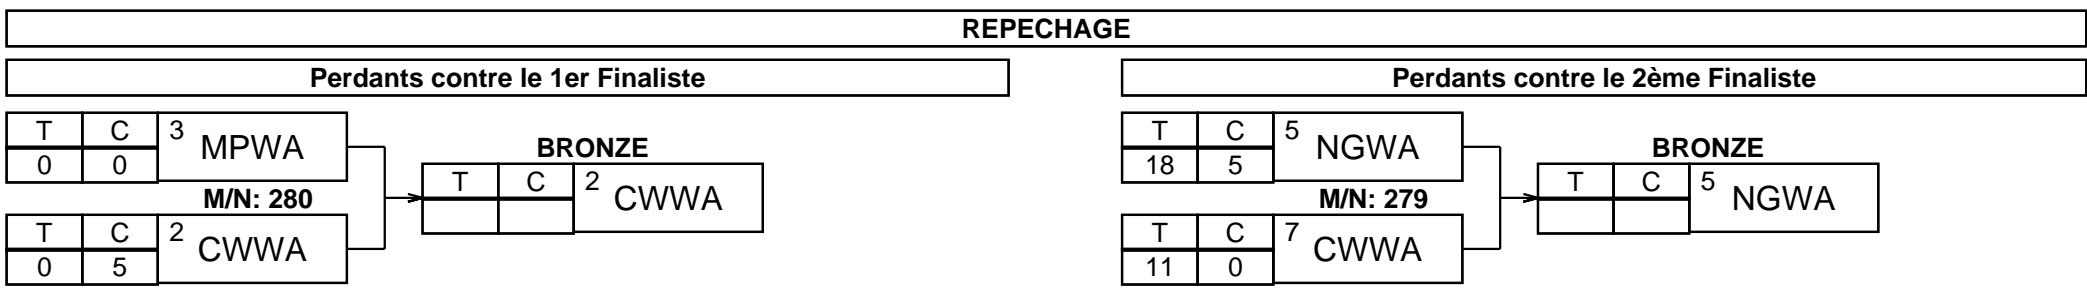 REPECHAGE
Perdants contre le 1er Finaliste
T C 3 MPWA
0 0
BRONZE
T C 2 CWWA
M/N: 280
T C 2 CWWA
0 5
Perdants contre le 2ème Finaliste
T C 5 NGWA
18 5
BRONZE
T C 5 NGWA
M/N: 279
T C 7 CWWA
11 0